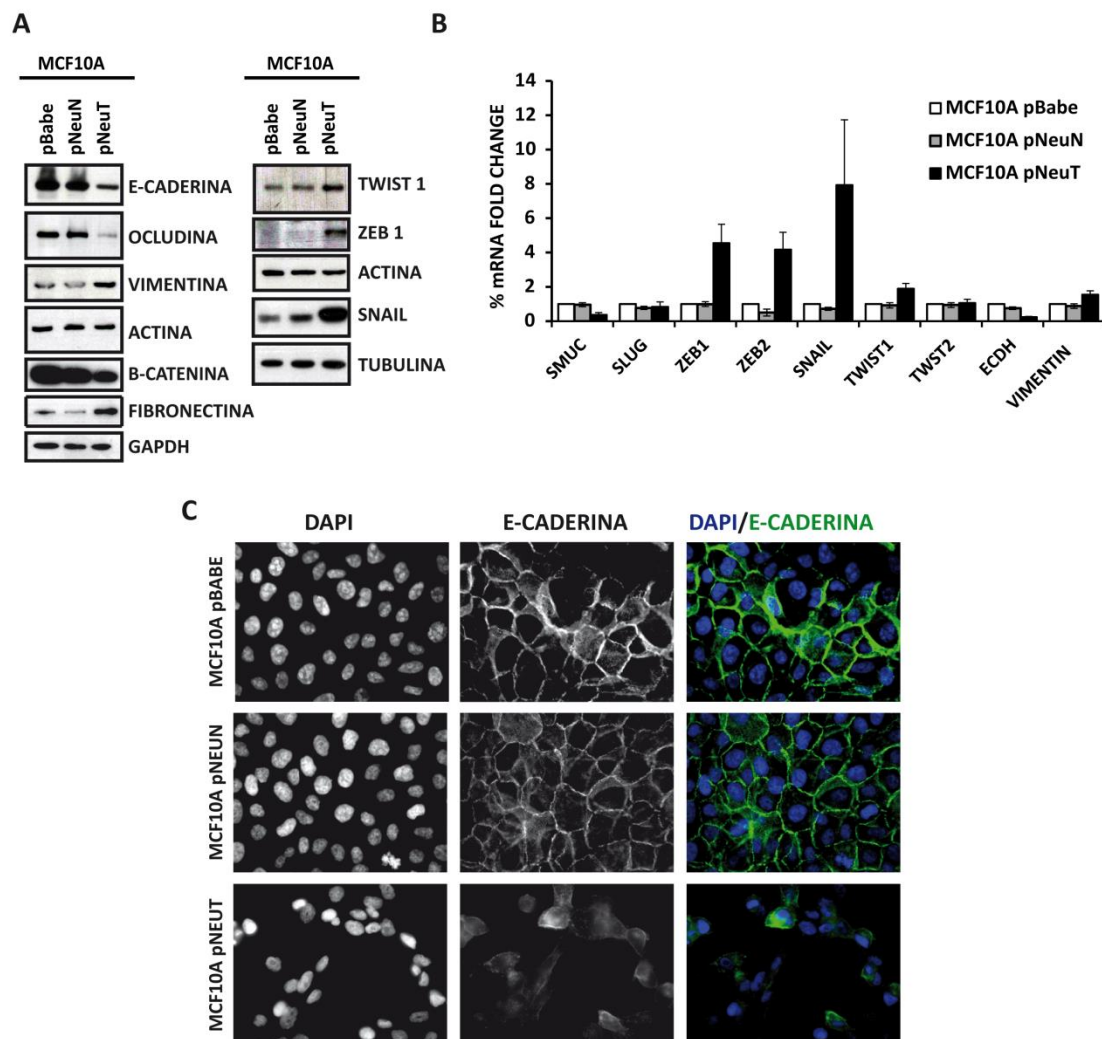 A
MCF10A
pBabe
pNeuN
pNeuT
E-CADERINA
OCLUDINA
VIMENTINA
ACTINA
B-CATENINA
FIBRONECTINA
GAPDH
MCF10A
pBabe
pNeuN
pNeuT
TWIST 1
ZEB 1
ACTINA
SNAIL
TUBULINA
B
% mRNA FOLD CHANGE
14
12
10
8
6
4
2
0
SMUC
SLUG
ZEB1
ZEB2
SNAIL
TWIST1
TWST2
ECDH
VIMENTIN
MCF10A pBabe
MCF10A pNeuN
MCF10A pNeuT
C
DAPI
E-CADERINA
DAPI/E-CADERINA
MCF10A pBABE
MCF10A pNEUN
MCF10A pNEUT